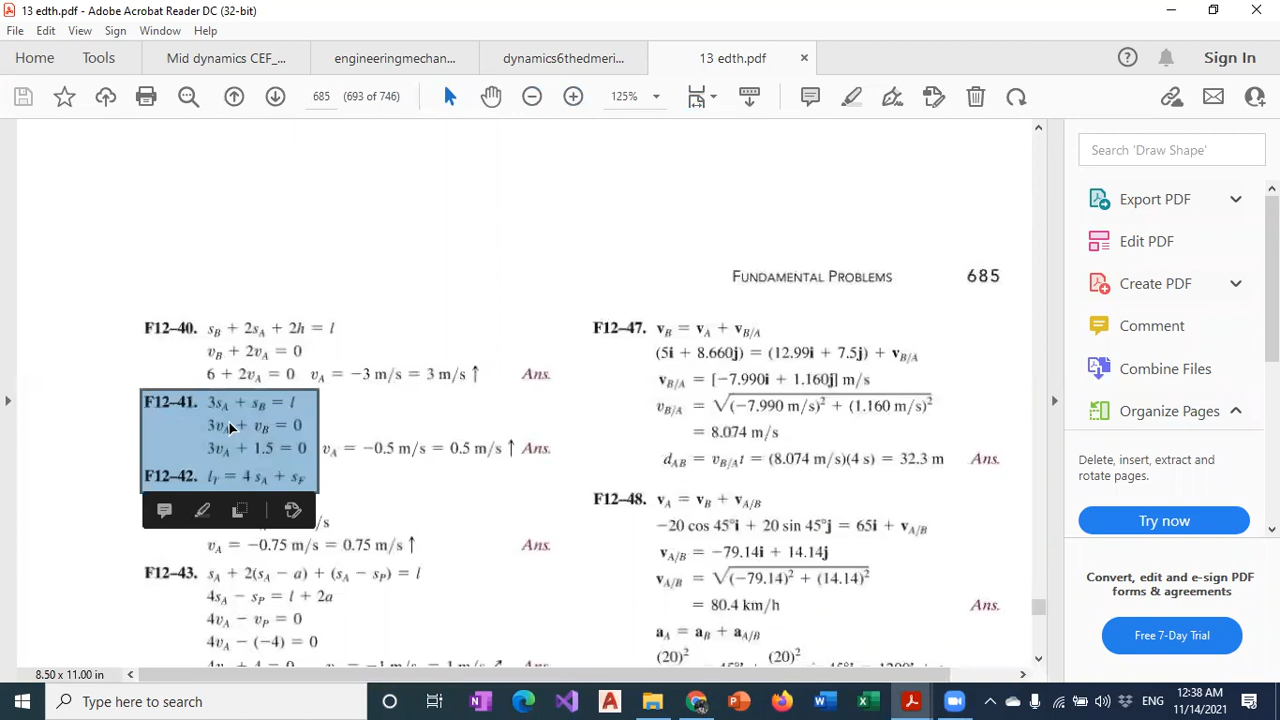 13 edth.pdf - Adobe Acrobat Reader DC (32-bit)
File Edit View Sign Window Help
Home Tools Mid dynamics CEF_... engineeringmechan... dynamics6thedmeri... 13 edth.pdf × Sign In
685 (693 of 746) 125%
FUNDAMENTAL PROBLEMS 685
F12–40. s_B + 2s_A + 2h = l
v_B + 2v_A = 0
6 + 2v_A = 0 v_A = −3 m/s = 3 m/s ↑ Ans.
F12–41. 3s_A + s_B = l
3v_A + v_B = 0
3v_A + 1.5 = 0 v_A = −0.5 m/s = 0.5 m/s ↑ Ans.
F12–42. l_T = 4 s_A + s_F
/s
v_A = −0.75 m/s = 0.75 m/s ↑ Ans.
F12–43. s_A + 2(s_A − a) + (s_A − s_P) = l
4s_A − s_P = l + 2a
4v_A − v_P = 0
4v_A − (−4) = 0
F12–47. v_B = v_A + v_B/A
(5i + 8.660j) = (12.99i + 7.5j) + v_B/A
v_B/A = [−7.990i + 1.160j] m/s
v_B/A = √(−7.990 m/s)² + (1.160 m/s)²
= 8.074 m/s
d_AB = v_B/A t = (8.074 m/s)(4 s) = 32.3 m Ans.
F12–48. v_A = v_B + v_A/B
−20 cos 45°i + 20 sin 45°j = 65i + v_A/B
v_A/B = −79.14i + 14.14j
v_A/B = √(−79.14)² + (14.14)²
= 80.4 km/h Ans.
a_A = a_B + a_A/B
(20)² (20)²
Search 'Draw Shape'
Export PDF
Edit PDF
Create PDF
Comment
Combine Files
Organize Pages
Delete, insert, extract and
rotate pages.
Try now
Convert, edit and e-sign PDF
forms & agreements
Free 7-Day Trial
8.50 x 11.00 in
Type here to search
ENG
12:38 AM
11/14/2021